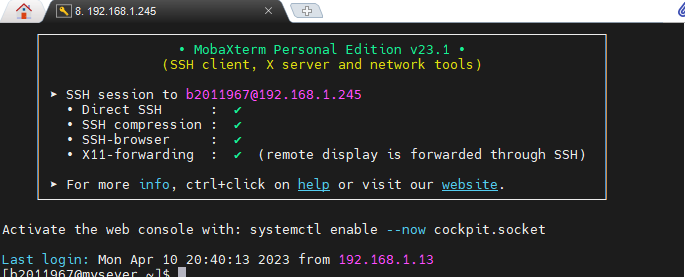 8. 192.168.1.245
• MobaXterm Personal Edition v23.1 •
(SSH client, X server and network tools)
➤ SSH session to b2011967@192.168.1.245
• Direct SSH : ✔
• SSH compression : ✔
• SSH-browser : ✔
• X11-forwarding : ✔ (remote display is forwarded through SSH)
➤ For more info, ctrl+click on help or visit our website.
Activate the web console with: systemctl enable --now cockpit.socket
Last login: Mon Apr 10 20:40:13 2023 from 192.168.1.13
[b2011967@mysever ~]$